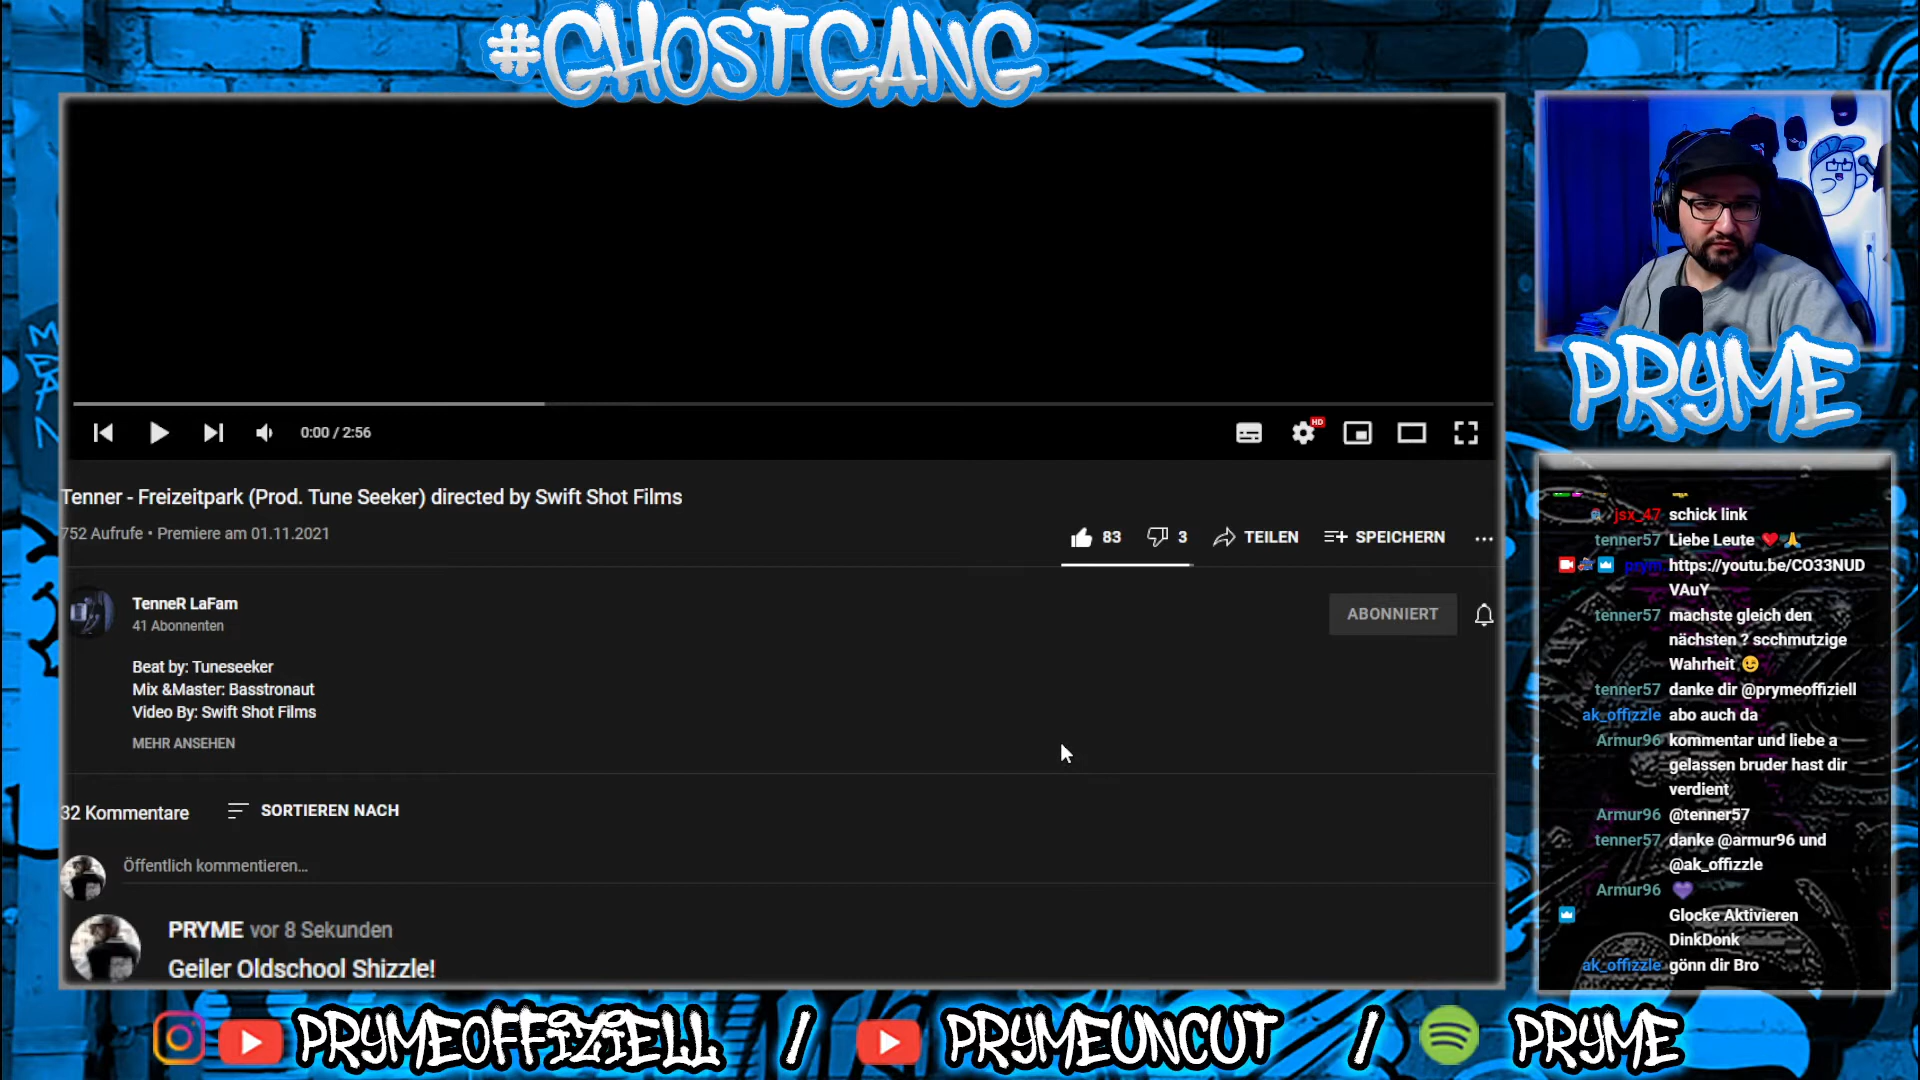 #GHOSTGANG
HD
0:00 / 2:56
Tenner - Freizeitpark (Prod. Tune Seeker) directed by Swift Shot Films
752 Aufrufe • Premiere am 01.11.2021
83
3
TEILEN
SPEICHERN
TenneR LaFam
41 Abonnenten
ABONNIERT
Beat by: Tuneseeker
Mix &Master: Basstronaut
Video By: Swift Shot Films
MEHR ANSEHEN
32 Kommentare
SORTIEREN NACH
Öffentlich kommentieren...
PRYME vor 8 Sekunden
Geiler Oldschool Shizzle!
PRYME
jsx_47 schick link
tenner57 Liebe Leute ❤️🙏
prym https://youtu.be/CO33NUD
VAuY
tenner57 machste gleich den
nächsten ? scchmutzige
Wahrheit 😉
tenner57 danke dir @prymeoffiziell
ak_offizzle abo auch da
Armur96 kommentar und liebe a
gelassen bruder hast dir
verdient
Armur96 @tenner57
tenner57 danke @armur96 und
@ak_offizzle
Armur96 💜
Glocke Aktivieren
DinkDonk
ak_offizzle gönn dir Bro
PRYMEOFFIZIELL / PRYMEUNCUT / PRYME